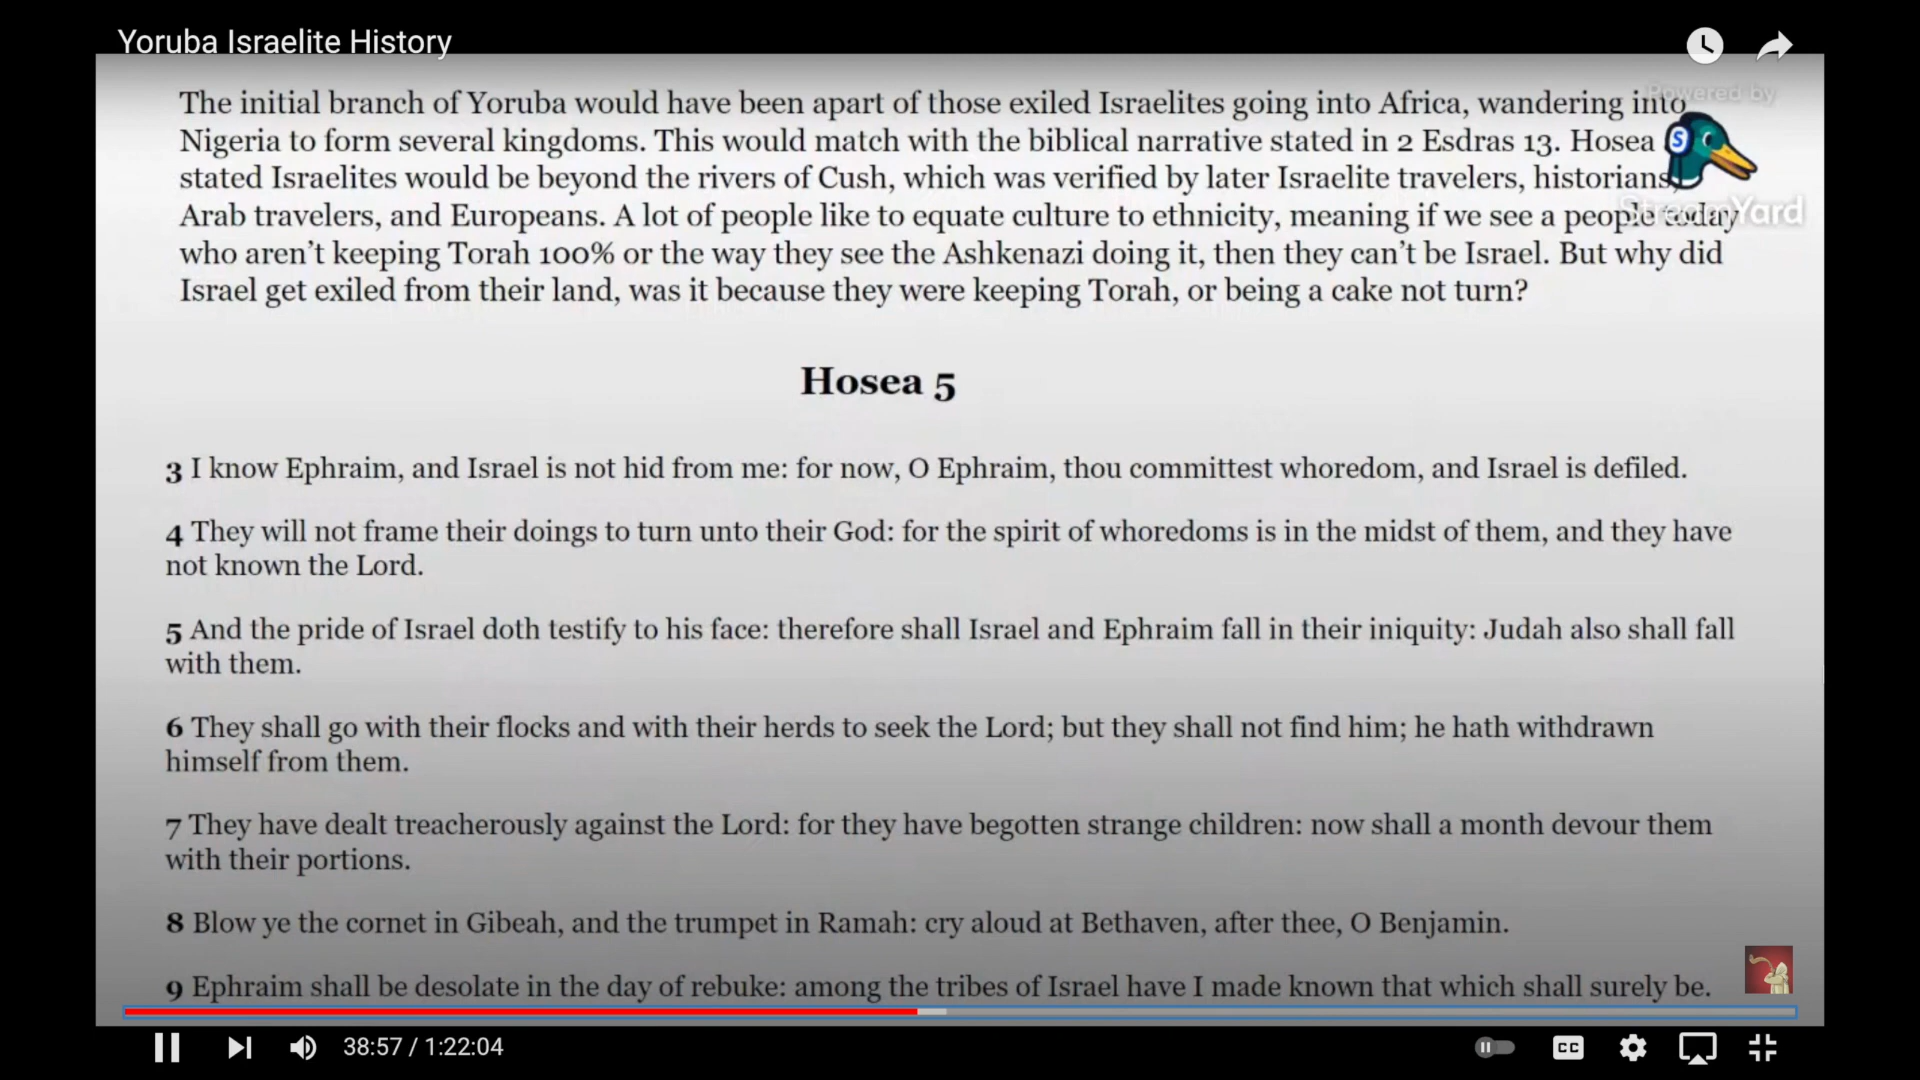 Yoruba Israelite History
Powered by
The initial branch of Yoruba would have been apart of those exiled Israelites going into Africa, wandering into
Nigeria to form several kingdoms. This would match with the biblical narrative stated in 2 Esdras 13. Hosea
stated Israelites would be beyond the rivers of Cush, which was verified by later Israelite travelers, historians,
Arab travelers, and Europeans. A lot of people like to equate culture to ethnicity, meaning if we see a people today
StreamYard
who aren’t keeping Torah 100% or the way they see the Ashkenazi doing it, then they can’t be Israel. But why did
Israel get exiled from their land, was it because they were keeping Torah, or being a cake not turn?
Hosea 5
3 I know Ephraim, and Israel is not hid from me: for now, O Ephraim, thou committest whoredom, and Israel is defiled.
4 They will not frame their doings to turn unto their God: for the spirit of whoredoms is in the midst of them, and they have
not known the Lord.
5 And the pride of Israel doth testify to his face: therefore shall Israel and Ephraim fall in their iniquity: Judah also shall fall
with them.
6 They shall go with their flocks and with their herds to seek the Lord; but they shall not find him; he hath withdrawn
himself from them.
7 They have dealt treacherously against the Lord: for they have begotten strange children: now shall a month devour them
with their portions.
8 Blow ye the cornet in Gibeah, and the trumpet in Ramah: cry aloud at Bethaven, after thee, O Benjamin.
9 Ephraim shall be desolate in the day of rebuke: among the tribes of Israel have I made known that which shall surely be.
38:57 / 1:22:04
CC